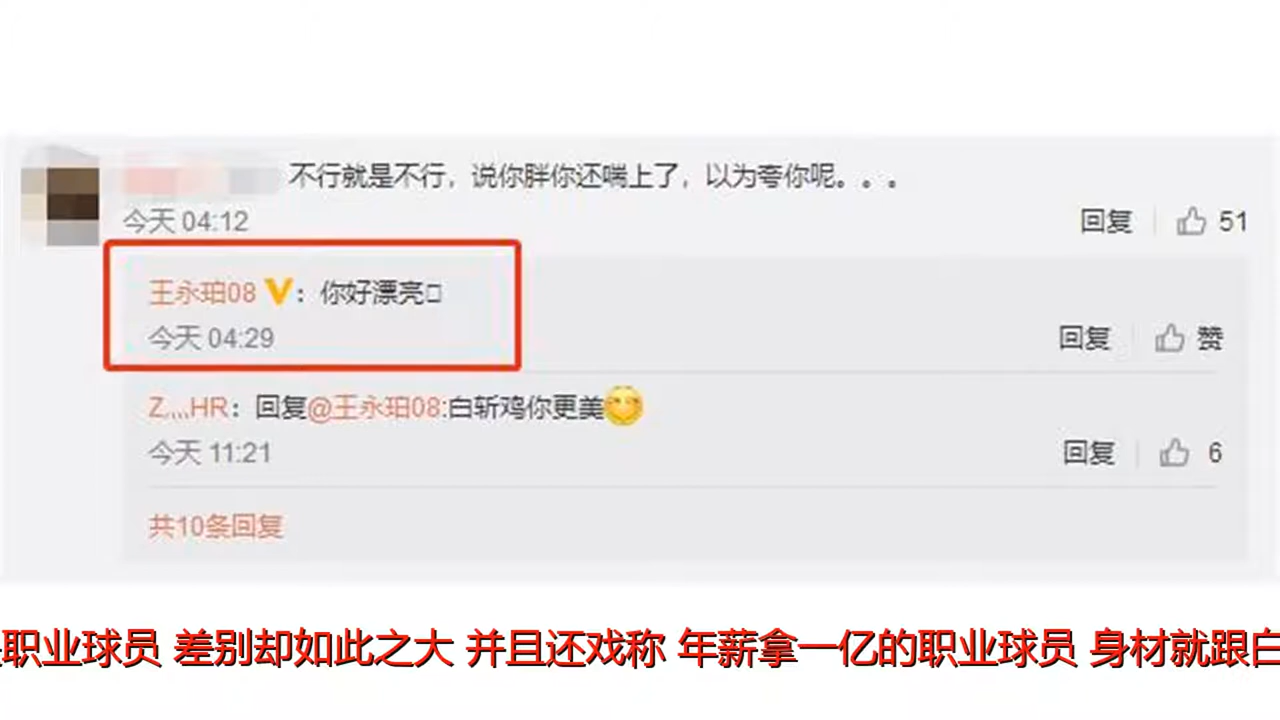 不行就是不行，说你胖你还喘上了，以为夸你呢。。。
今天 04:12
回复 51
王永珀08：你好漂亮
今天 04:29
回复 赞
Z,,,,HR：回复@王永珀08:白斩鸡你更美
今天 11:21
回复 6
共10条回复
职业球员 差别却如此之大 并且还戏称 年薪拿一亿的职业球员 身材就跟白